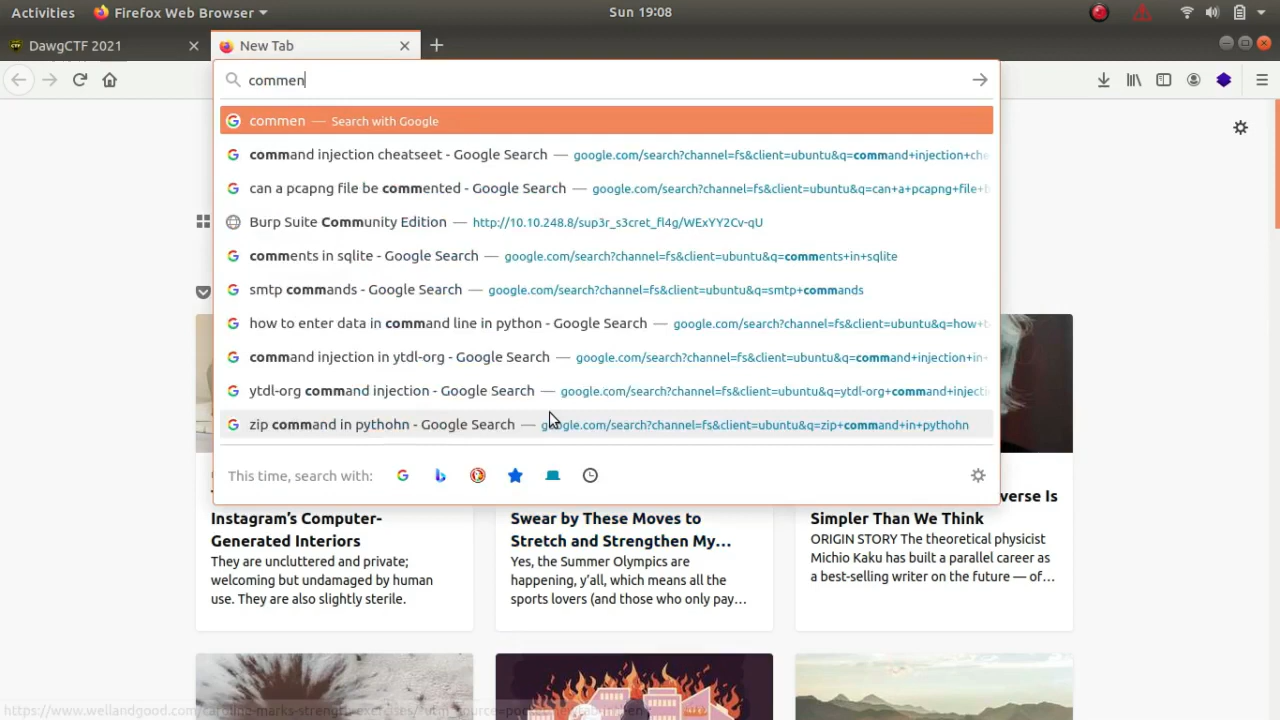 Activities Firefox Web Browser Sun 19:08
DawgCTF 2021 New Tab
commen
commen — Search with Google
command injection cheatseet - Google Search — google.com/search?channel=fs&client=ubuntu&q=command+injection+che
can a pcapng file be commented - Google Search — google.com/search?channel=fs&client=ubuntu&q=can+a+pcapng+file+b
Burp Suite Community Edition — http://10.10.248.8/sup3r_s3cret_fl4g/WExYY2Cv-qU
comments in sqlite - Google Search — google.com/search?channel=fs&client=ubuntu&q=comments+in+sqlite
smtp commands - Google Search — google.com/search?channel=fs&client=ubuntu&q=smtp+commands
how to enter data in command line in python - Google Search — google.com/search?channel=fs&client=ubuntu&q=how+t
command injection in ytdl-org - Google Search — google.com/search?channel=fs&client=ubuntu&q=command+injection+in-
ytdl-org command injection - Google Search — google.com/search?channel=fs&client=ubuntu&q=ytdl-org+command+injecti
zip command in pythohn - Google Search — google.com/search?channel=fs&client=ubuntu&q=zip+command+in+pythohn
This time, search with:
verse Is
Instagram's Computer-
Generated Interiors
They are uncluttered and private;
welcoming but undamaged by human
use. They are also slightly sterile.
Swear by These Moves to
Stretch and Strengthen My...
Yes, the Summer Olympics are
happening, y'all, which means all the
sports lovers (and those who only pay...
Simpler Than We Think
ORIGIN STORY The theoretical physicist
Michio Kaku has built a parallel career as
a best-selling writer on the future — of...